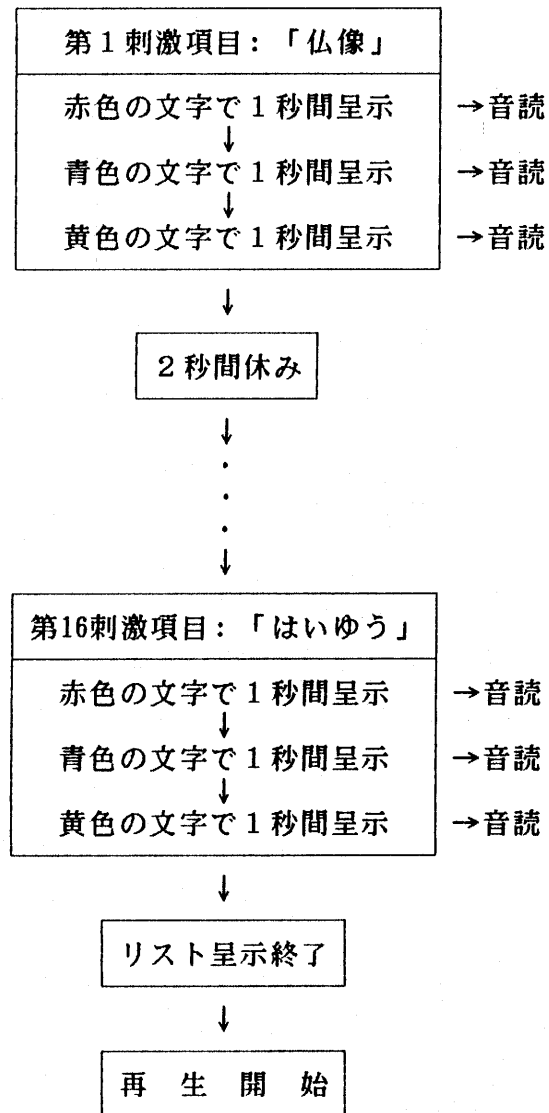 第1刺激項目：「仏像」
赤色の文字で1秒間呈示 →音読
↓
青色の文字で1秒間呈示 →音読
↓
黄色の文字で1秒間呈示 →音読
↓
2秒間休み
↓
・
・
・
↓
第16刺激項目：「はいゆう」
赤色の文字で1秒間呈示 →音読
↓
青色の文字で1秒間呈示 →音読
↓
黄色の文字で1秒間呈示 →音読
↓
リスト呈示終了
↓
再 生 開 始